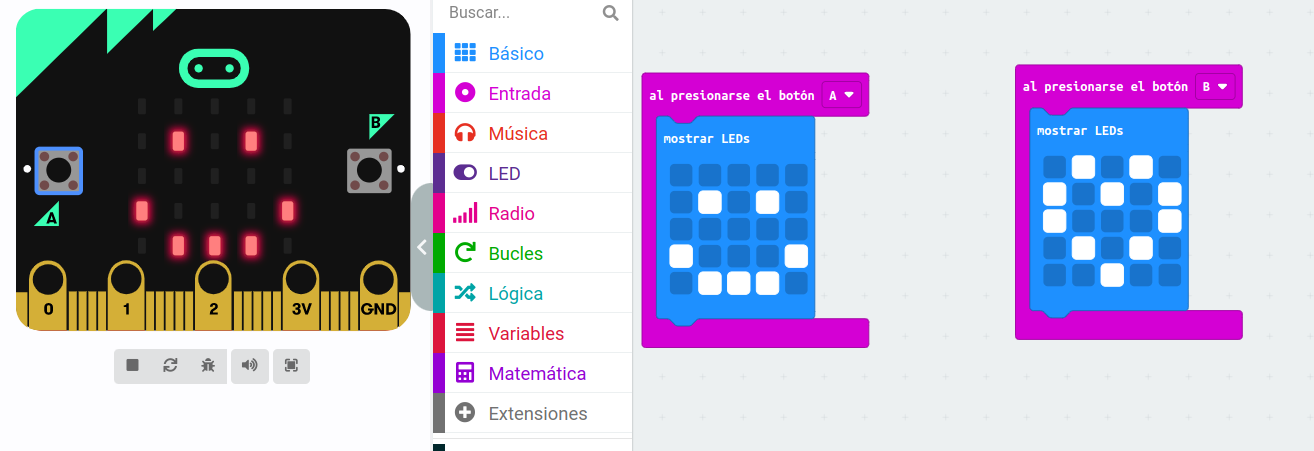 B
A
0 1 2 3V GND
Buscar...
Básico
Entrada
Música
LED
Radio
Bucles
Lógica
Variables
Matemática
Extensiones
al presionarse el botón A
mostrar LEDs
al presionarse el botón B
mostrar LEDs